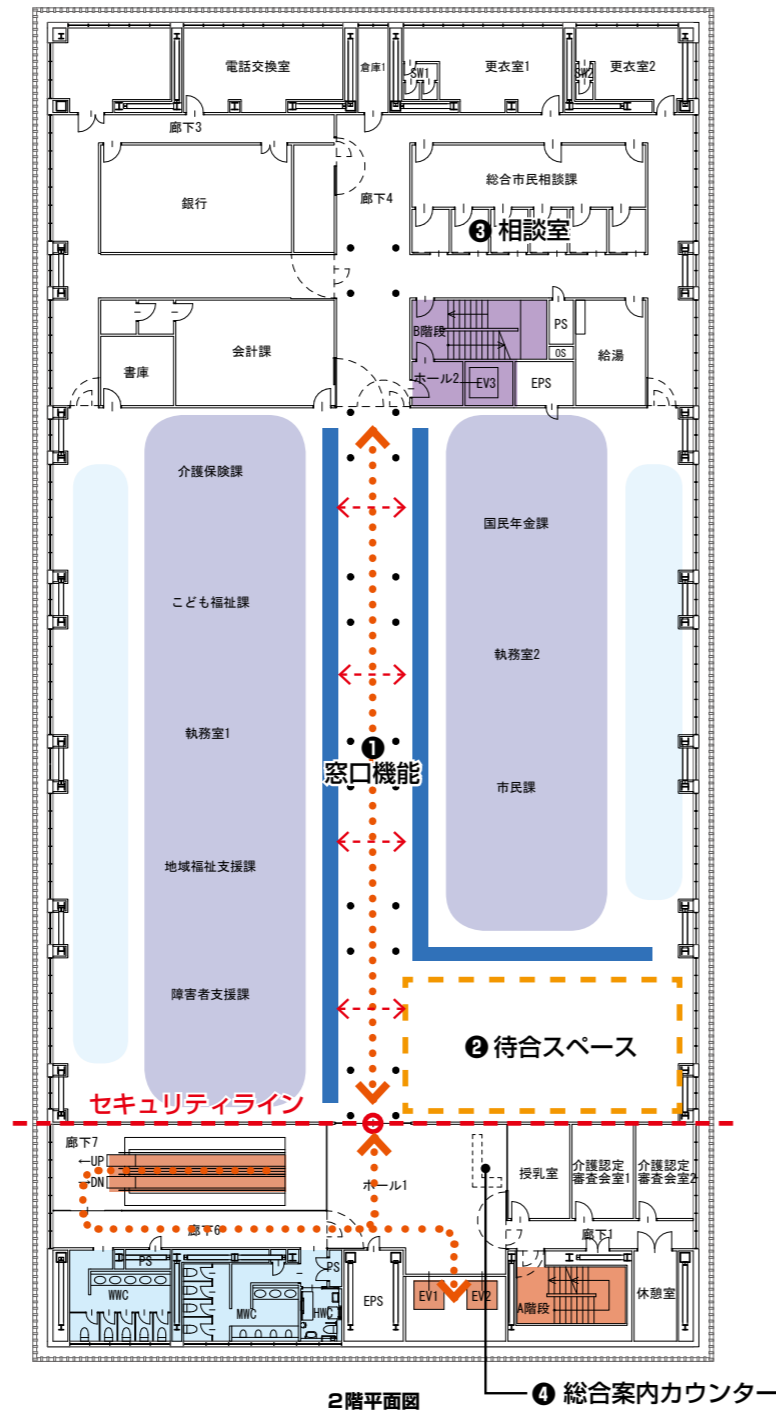 電話交換室
倉庫1
SW1
更衣室1
SW2
更衣室2
廊下3
廊下4
銀行
総合市民相談課
❸ 相談室
B階段
PS
OS
給湯
会計課
書庫
ホール2
EV3
EPS
介護保険課
国民年金課
こども福祉課
執務室2
執務室1
❶
窓口機能
市民課
地域福祉支援課
障害者支援課
❷ 待合スペース
セキュリティライン
廊下7
←UP
→DN
ホール1
授乳室
介護認定
審査会室1
介護認定
審査会室2
廊下6
廊下1
PS
PS
WWC
MWC
HWC
EPS
EV1
EV2
A階段
休憩室
2階平面図
❹ 総合案内カウンター